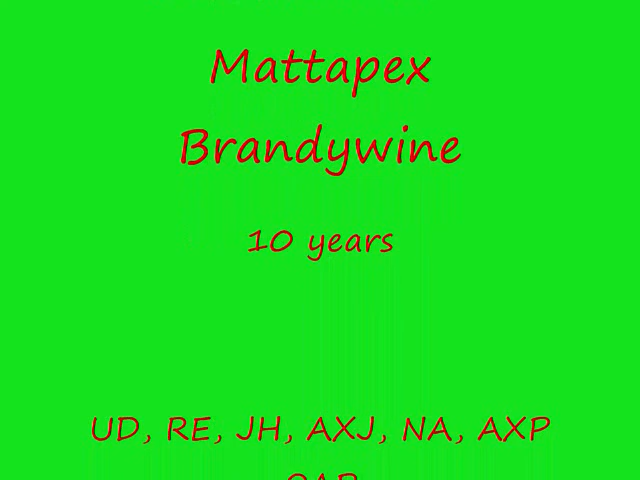 Mattapex
Brandywine
10 years
UD, RE, JH, AXJ, NA, AXP